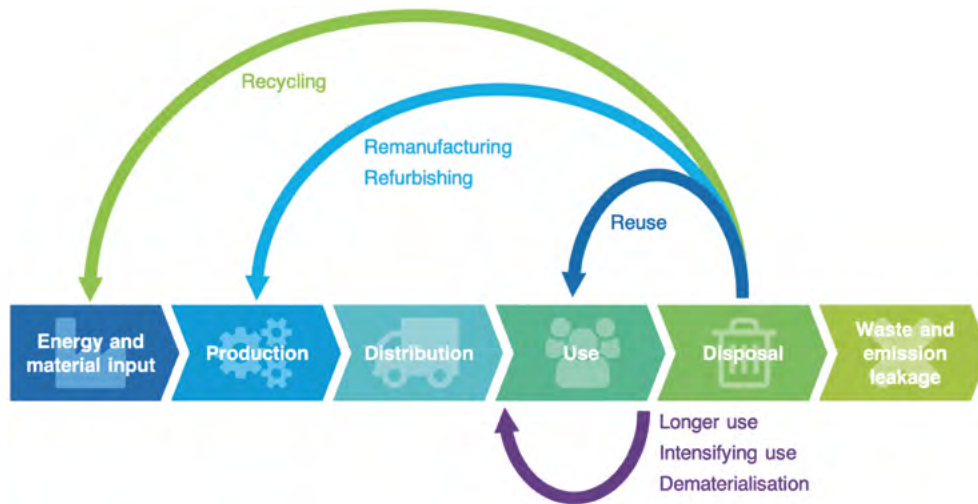 Recycling
Remanufacturing
Refurbishing
Reuse
Energy and
material input
Production
Distribution
Use
Disposal
Waste and
emission
leakage
Longer use
Intensifying use
Dematerialisation